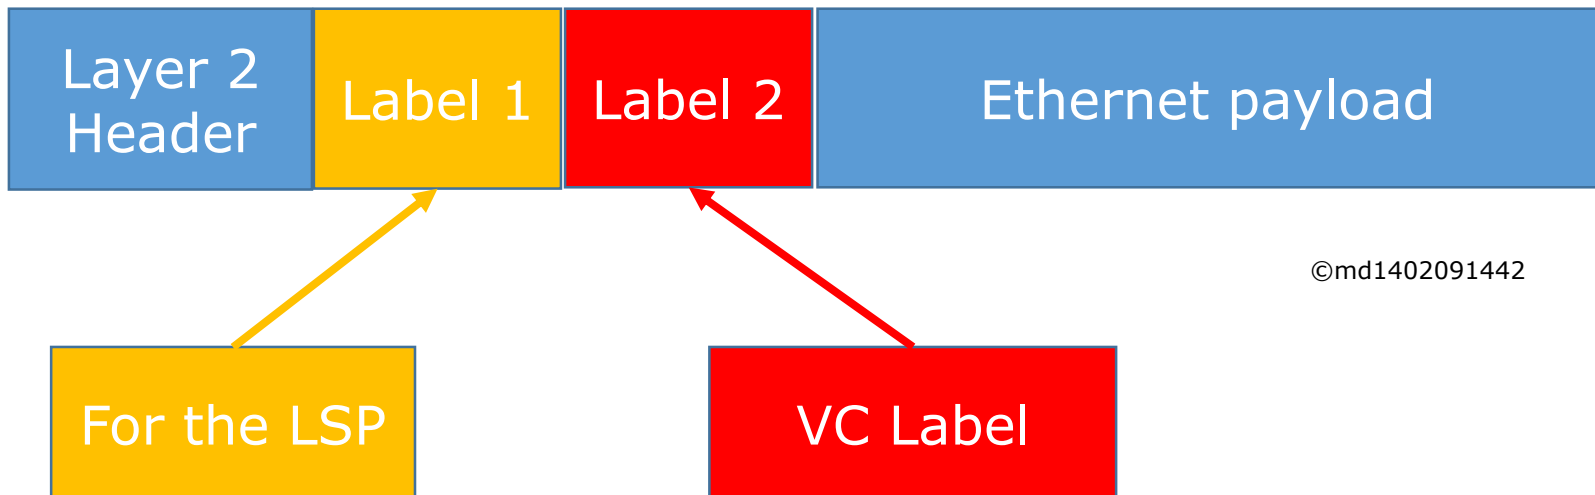 Layer 2
Header
Label 1
Label 2
Ethernet payload
©md1402091442
For the LSP
VC Label